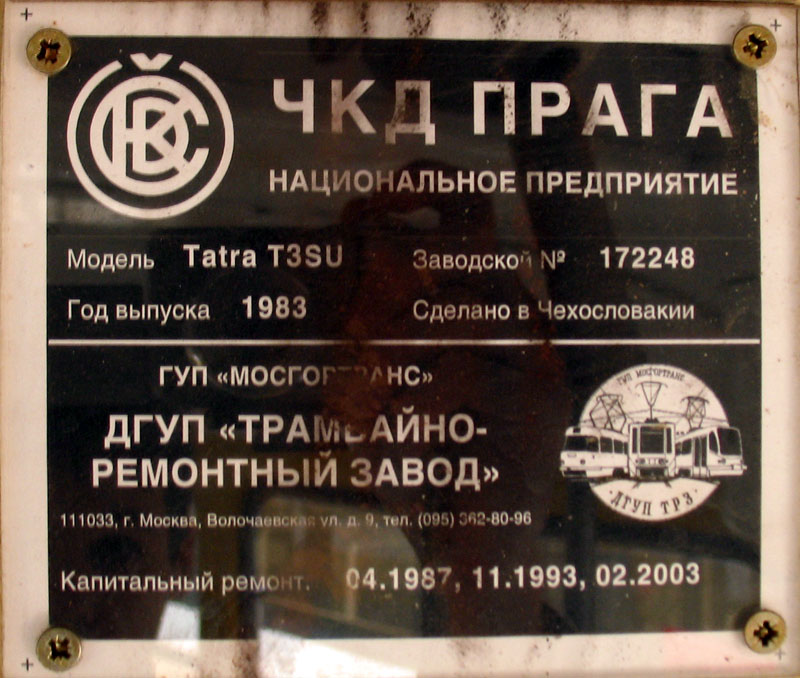 ČKD
ЧКД ПРАГА
НАЦИОНАЛЬНОЕ ПРЕДПРИЯТИЕ
Модель Tatra T3SU Заводской № 172248
Год выпуска 1983 Сделано в Чехословакии
ГУП «МОСГОРТРАНС»
ДГУП «ТРАМВАЙНО-
РЕМОНТНЫЙ ЗАВОД»
ГУП МОСГОРТРАНС
ДГУП ТРЗ
111033, г. Москва, Волочаевская ул. д. 9, тел. (095) 362-80-96
Капитальный ремонт. 04.1987, 11.1993, 02.2003